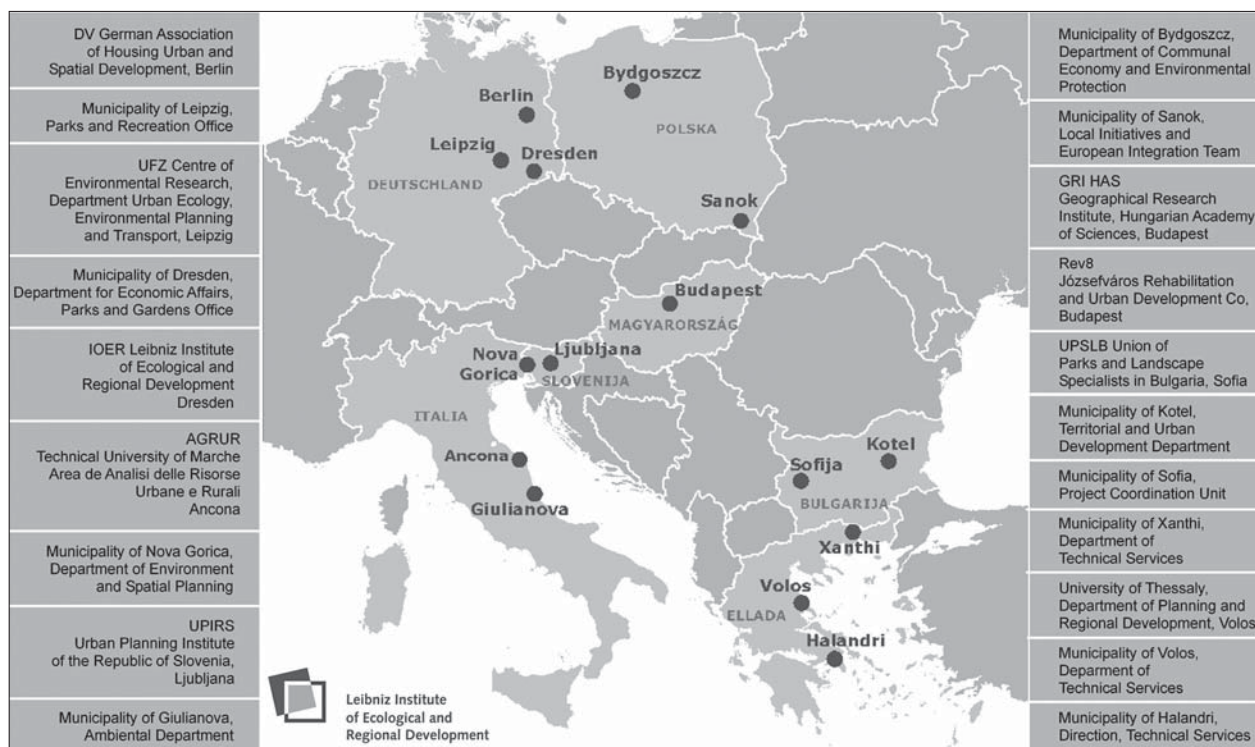 DV German Association
of Housing Urban and
Spatial Development, Berlin
Municipality of Leipzig,
Parks and Recreation Office
UFZ Centre of
Environmental Research,
Department Urban Ecology,
Environmental Planning
and Transport, Leipzig
Municipality of Dresden,
Department for Economic Affairs,
Parks and Gardens Office
IOER Leibniz Institute
of Ecological and
Regional Development
Dresden
AGRUR
Technical University of Marche
Area de Analisi delle Risorse
Urbane e Rurali
Ancona
Municipality of Nova Gorica,
Department of Environment
and Spatial Planning
UPIRS
Urban Planning Institute
of the Republic of Slovenia,
Ljubljana
Municipality of Giulianova,
Ambiental Department
Bydgoszcz
Berlin
POLSKA
Leipzig
Dresden
DEUTSCHLAND
Sanok
Budapest
MAGYARORSZÁG
Nova
Gorica
Ljubljana
SLOVENIJA
ITALIA
Ancona
Giulianova
Kotel
Sofija
BULGARIJA
Xanthi
Volos
ELLADA
Halandri
Leibniz Institute
of Ecological and
Regional Development
Municipality of Bydgoszcz,
Department of Communal
Economy and Environmental
Protection
Municipality of Sanok,
Local Initiatives and
European Integration Team
GRI HAS
Geographical Research
Institute, Hungarian Academy
of Sciences, Budapest
Rev8
Józsefváros Rehabilitation
and Urban Development Co,
Budapest
UPSLB Union of
Parks and Landscape
Specialists in Bulgaria, Sofia
Municipality of Kotel,
Territorial and Urban
Development Department
Municipality of Sofia,
Project Coordination Unit
Municipality of Xanthi,
Department of
Technical Services
University of Thessaly,
Department of Planning and
Regional Development, Volos
Municipality of Volos,
Deparment of
Technical Services
Municipality of Halandri,
Direction, Technical Services